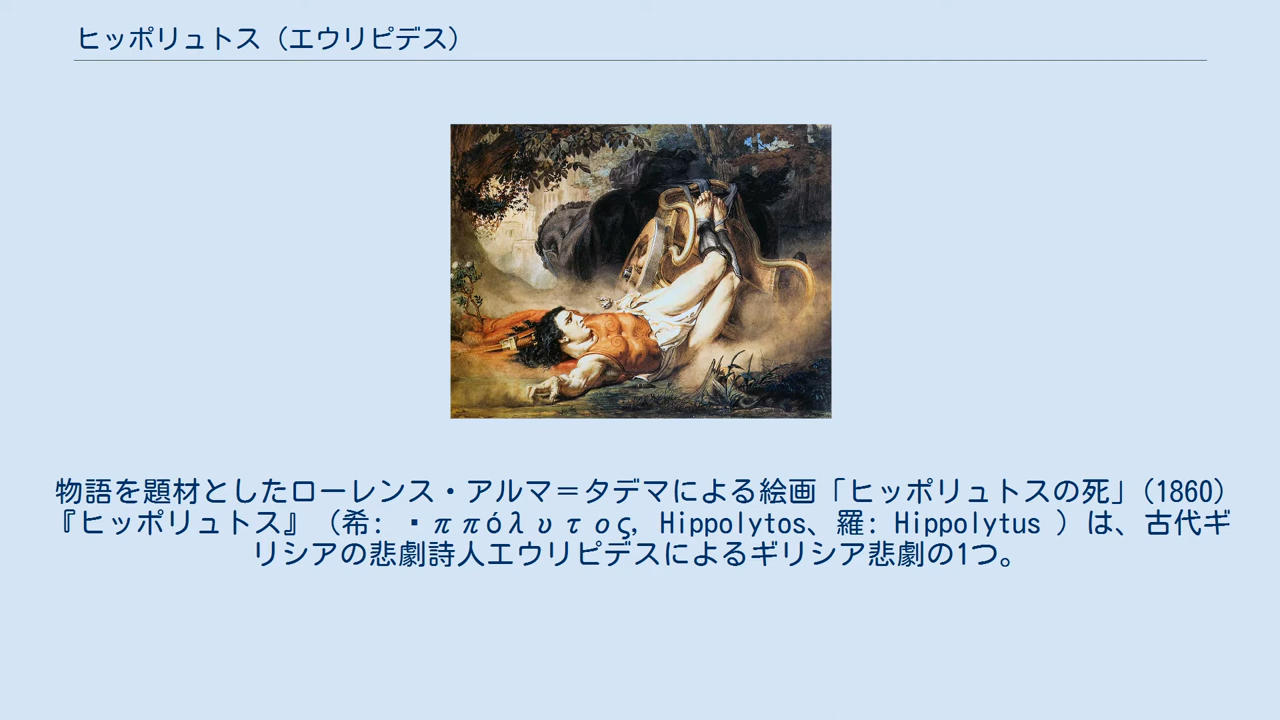 ヒッポリュトス（エウリピデス）
物語を題材としたローレンス・アルマ＝タデマによる絵画「ヒッポリュトスの死」（1860）
『ヒッポリュトス』（希: ▪ππόλυτος, Hippolytos、羅: Hippolytus ）は、古代ギ
リシアの悲劇詩人エウリピデスによるギリシア悲劇の1つ。